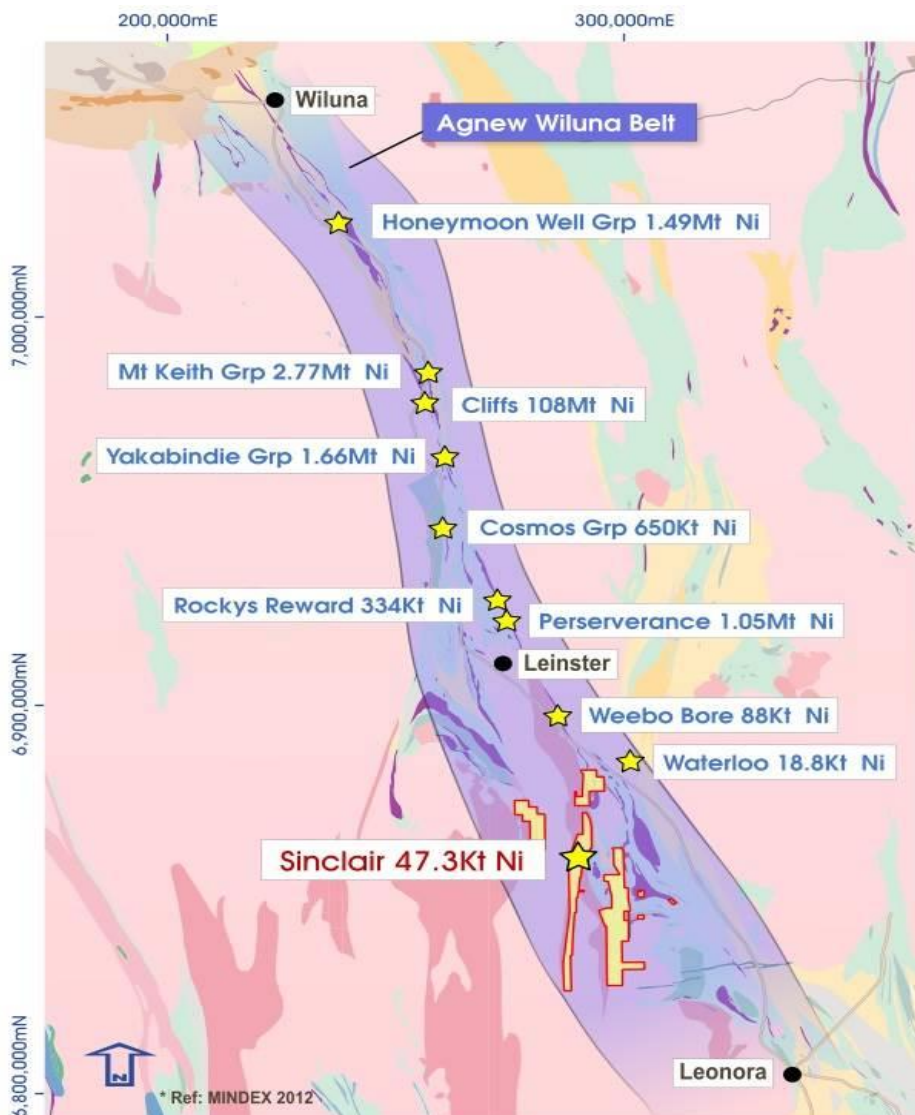 200,000mE
300,000mE
Wiluna
Agnew Wiluna Belt
Honeymoon Well Grp 1.49Mt Ni
7,000,000mN
Mt Keith Grp 2.77Mt Ni
Cliffs 108Mt Ni
Yakabindie Grp 1.66Mt Ni
Cosmos Grp 650Kt Ni
Rockys Reward 334Kt Ni
Perserverance 1.05Mt Ni
Leinster
6,900,000mN
Weebo Bore 88Kt Ni
Waterloo 18.8Kt Ni
Sinclair 47.3Kt Ni
Leonora
6,800,000mN
N
* Ref: MINDEX 2012